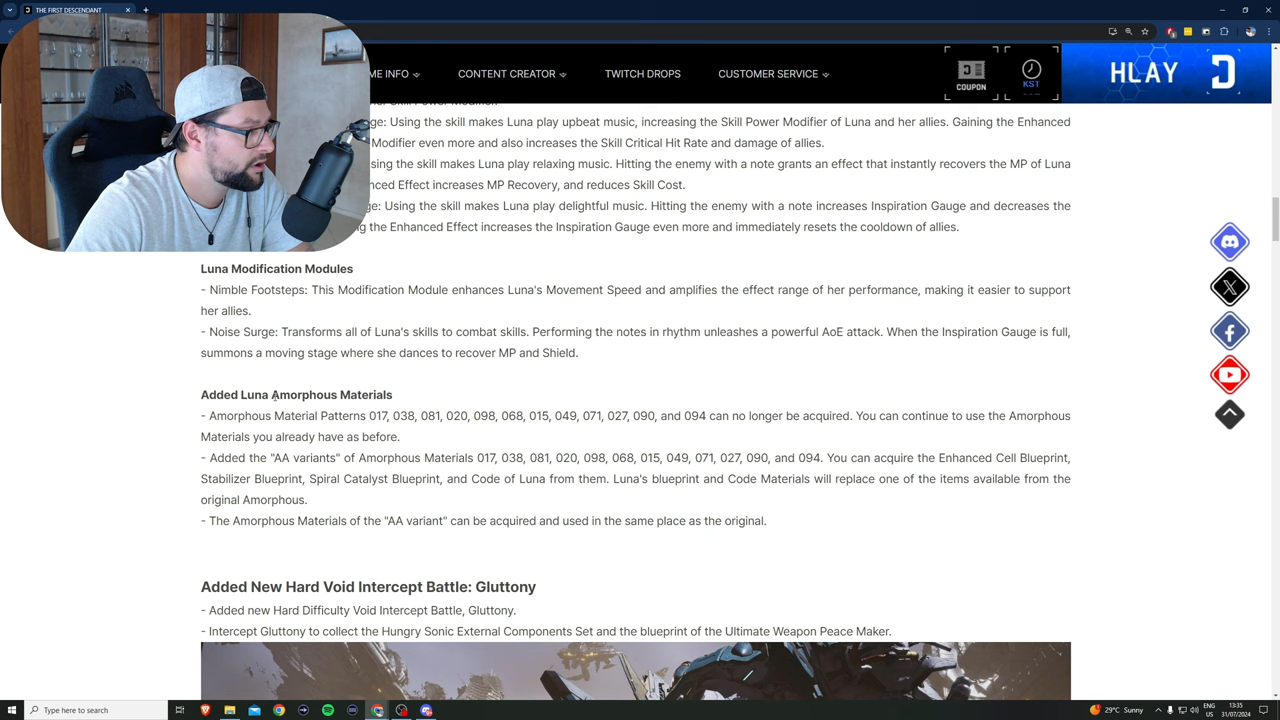 THE FIRST DESCENDANT
ME INFO
CONTENT CREATOR
TWITCH DROPS
CUSTOMER SERVICE
COUPON
KST
HLAY
ge: Using the skill makes Luna play upbeat music, increasing the Skill Power Modifier of Luna and her allies. Gaining the Enhanced
Modifier even more and also increases the Skill Critical Hit Rate and damage of allies.
sing the skill makes Luna play relaxing music. Hitting the enemy with a note grants an effect that instantly recovers the MP of Luna
nced Effect increases MP Recovery, and reduces Skill Cost.
ge: Using the skill makes Luna play delightful music. Hitting the enemy with a note increases Inspiration Gauge and decreases the
g the Enhanced Effect increases the Inspiration Gauge even more and immediately resets the cooldown of allies.
Luna Modification Modules
- Nimble Footsteps: This Modification Module enhances Luna's Movement Speed and amplifies the effect range of her performance, making it easier to support
her allies.
- Noise Surge: Transforms all of Luna's skills to combat skills. Performing the notes in rhythm unleashes a powerful AoE attack. When the Inspiration Gauge is full,
summons a moving stage where she dances to recover MP and Shield.
Added Luna Amorphous Materials
- Amorphous Material Patterns 017, 038, 081, 020, 098, 068, 015, 049, 071, 027, 090, and 094 can no longer be acquired. You can continue to use the Amorphous
Materials you already have as before.
- Added the "AA variants" of Amorphous Materials 017, 038, 081, 020, 098, 068, 015, 049, 071, 027, 090, and 094. You can acquire the Enhanced Cell Blueprint,
Stabilizer Blueprint, Spiral Catalyst Blueprint, and Code of Luna from them. Luna's blueprint and Code Materials will replace one of the items available from the
original Amorphous.
- The Amorphous Materials of the "AA variant" can be acquired and used in the same place as the original.
Added New Hard Void Intercept Battle: Gluttony
- Added new Hard Difficulty Void Intercept Battle, Gluttony.
- Intercept Gluttony to collect the Hungry Sonic External Components Set and the blueprint of the Ultimate Weapon Peace Maker.
Type here to search
29°C Sunny
ENG
US
13:35
31/07/2024